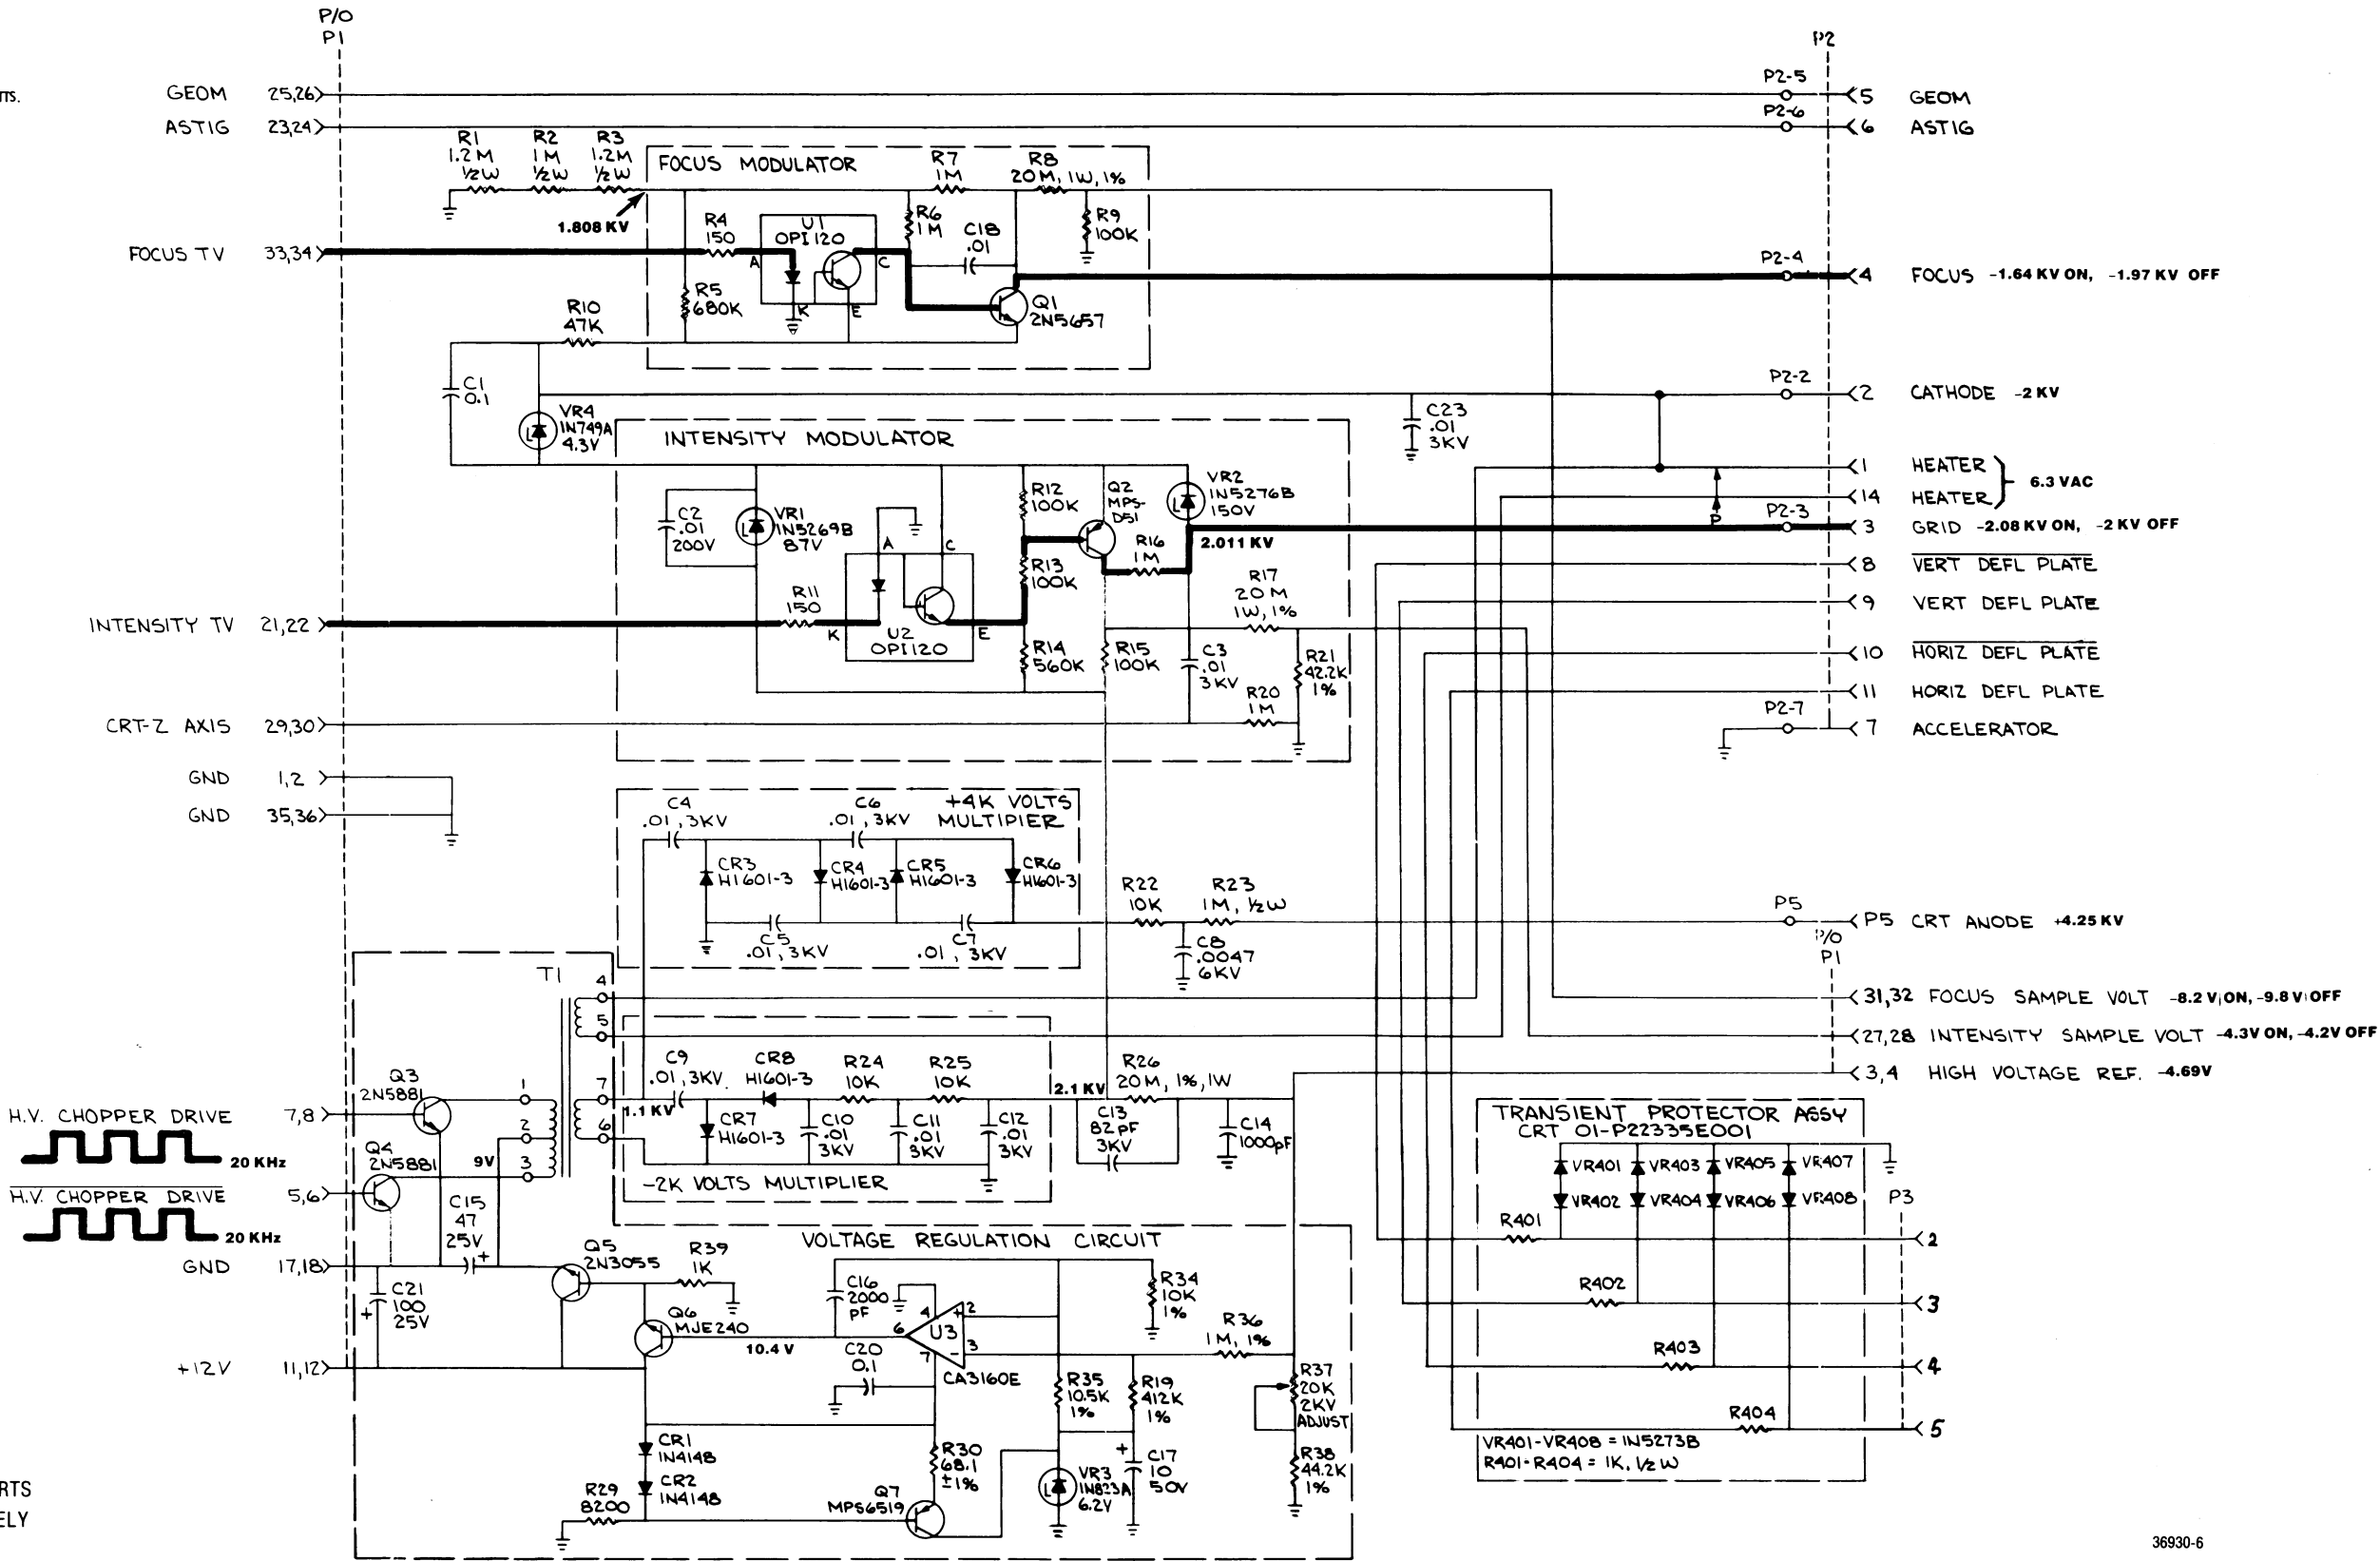 P/O
P1
P2
TTS.
GEOM 25,26
P2-5
5 GEOM
ASTIG 23,24
P2-6
6 ASTIG
R1
1.2M
½W
R2
1M
½W
R3
1.2M
½W
FOCUS MODULATOR
R7
1M
R8
20M, 1W, 1%
1.808 KV
R4
150
U1
OPI120
A
K
C
E
R6
1M
C18
.01
R9
100K
FOCUS TV 33,34
P2-4
4 FOCUS -1.64 KV ON, -1.97 KV OFF
R5
680K
Q1
2N5657
R10
47K
C1
0.1
VR4
1N749A
4.3V
P2-2
2 CATHODE -2 KV
C23
.01
3KV
INTENSITY MODULATOR
1 HEATER
14 HEATER
6.3 VAC
P
P2-3
3 GRID -2.08 KV ON, -2 KV OFF
C2
.01
200V
VR1
1N5269B
87V
R12
100K
Q2
MPS-
D51
VR2
1N5276B
150V
2.011 KV
A
C
R13
100K
R16
1M
8 VERT DEFL PLATE
R11
150
R17
20M
1W, 1%
9 VERT DEFL PLATE
INTENSITY TV 21,22
K
U2
OPI120
E
R14
560K
R15
100K
C3
.01
3KV
R21
42.2K
1%
R20
1M
10 HORIZ DEFL PLATE
11 HORIZ DEFL PLATE
CRT-Z AXIS 29,30
P2-7
7 ACCELERATOR
GND 1,2
GND 35,36
C4
.01, 3KV
C6
.01, 3KV
+4K VOLTS
MULTIPIER
CR3
H1601-3
CR4
H1601-3
CR5
H1601-3
CR6
H1601-3
C5
.01, 3KV
C7
.01, 3KV
R22
10K
R23
1M, ½W
C8
.0047
6KV
P5
P5 CRT ANODE +4.25 KV
P/O
P1
T1
4
5
7
6
1
2
3
31,32 FOCUS SAMPLE VOLT -8.2 V ON, -9.8 V OFF
27,28 INTENSITY SAMPLE VOLT -4.3V ON, -4.2V OFF
3,4 HIGH VOLTAGE REF. -4.69V
C9
.01, 3KV
CR8
H1601-3
R24
10K
R25
10K
2.1 KV
R26
20M, 1%, 1W
1.1 KV
CR7
H1601-3
C10
.01
3KV
C11
.01
3KV
C12
.01
3KV
C13
82PF
3KV
C14
1000pF
-2K VOLTS MULTIPLIER
Q3
2N5881
H.V. CHOPPER DRIVE 7,8
20 KHz
Q4
2N5881
9V
H.V. CHOPPER DRIVE 5,6
20 KHz
C15
47
25V
+
GND 17,18
C21
100
25V
+
+12V 11,12
TRANSIENT PROTECTOR ASSY
CRT 01-P22335E001
VR401
VR403
VR405
VR407
VR402
VR404
VR406
VR408
P3
R401
2
R402
3
R403
4
R404
5
VR401-VR408 = 1N5273B
R401-R404 = 1K, ½W
VOLTAGE REGULATION CIRCUIT
Q5
2N3055
R39
1K
Q6
MJE240
10.4 V
C16
2000
PF
C20
0.1
4
2
+
6
U3
3
-
7
CA3160E
R34
10K
1%
R36
1M, 1%
R35
10.5K
1%
R19
412K
1%
R37
20K
2KV
ADJUST
CR1
1N4148
CR2
1N4148
R29
8200
R30
68.1
±1%
Q7
MPS6519
VR3
1N823A
6.2V
+
C17
10
50V
R38
44.2K
1%
RTS
ELY
36930-6